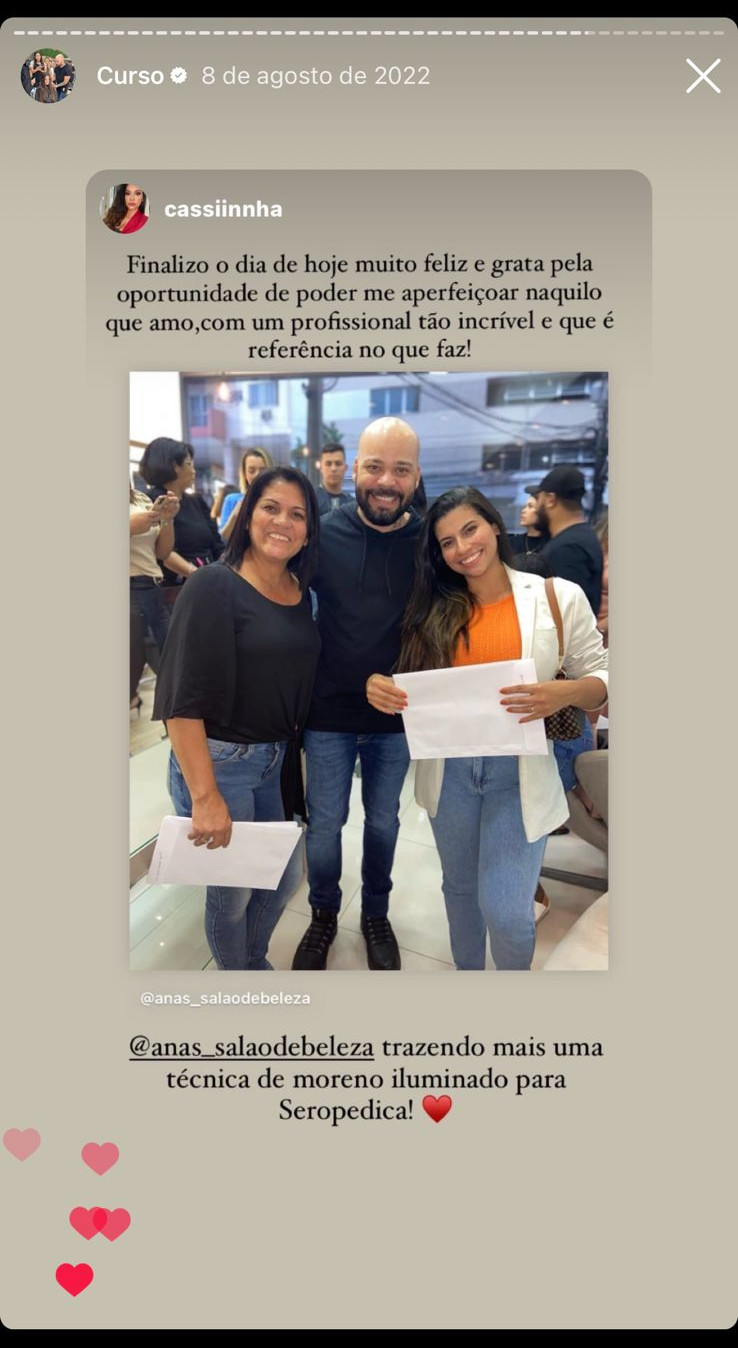 Curso 8 de agosto de 2022
cassiinnha
Finalizo o dia de hoje muito feliz e grata pela
oportunidade de poder me aperfeiçoar naquilo
que amo,com um profissional tão incrível e que é
referência no que faz!
@anas_salaodebeleza
@anas_salaodebeleza trazendo mais uma
técnica de moreno iluminado para
Seropedica! ♥️